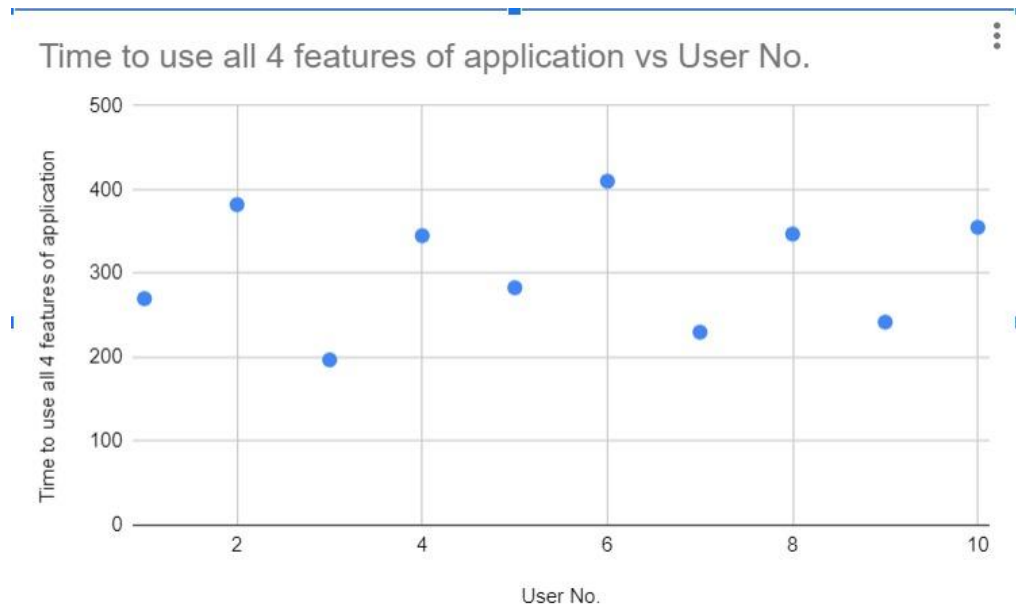 Time to use all 4 features of application vs User No.
500
400
300
200
100
0
Time to use all 4 features of application
2 4 6 8 10
User No.